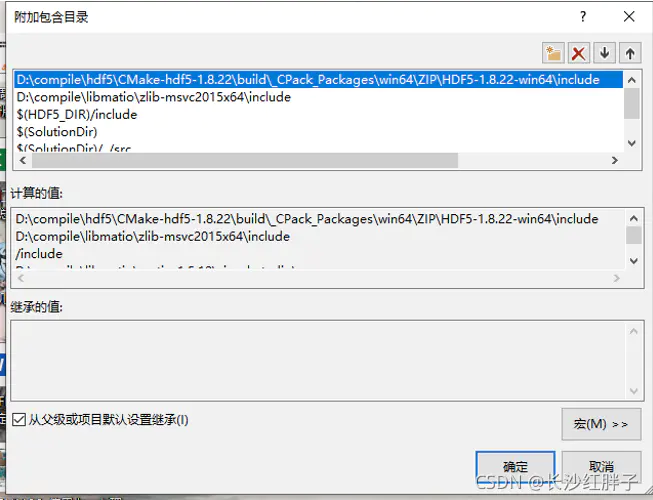 附加包含目录
D:\compile\hdf5\CMake-hdf5-1.8.22\build\_CPack_Packages\win64\ZIP\HDF5-1.8.22-win64\include
D:\compile\libmatio\zlib-msvc2015x64\include
$(HDF5_DIR)/include
$(SolutionDir)
$(SolutionDir)/../src
计算的值:
D:\compile\hdf5\CMake-hdf5-1.8.22\build\_CPack_Packages\win64\ZIP\HDF5-1.8.22-win64\include
D:\compile\libmatio\zlib-msvc2015x64\include
/include
继承的值:
从父级或项目默认设置继承(I)
宏(M) >>
确定
取消
CSDN @长沙红胖子